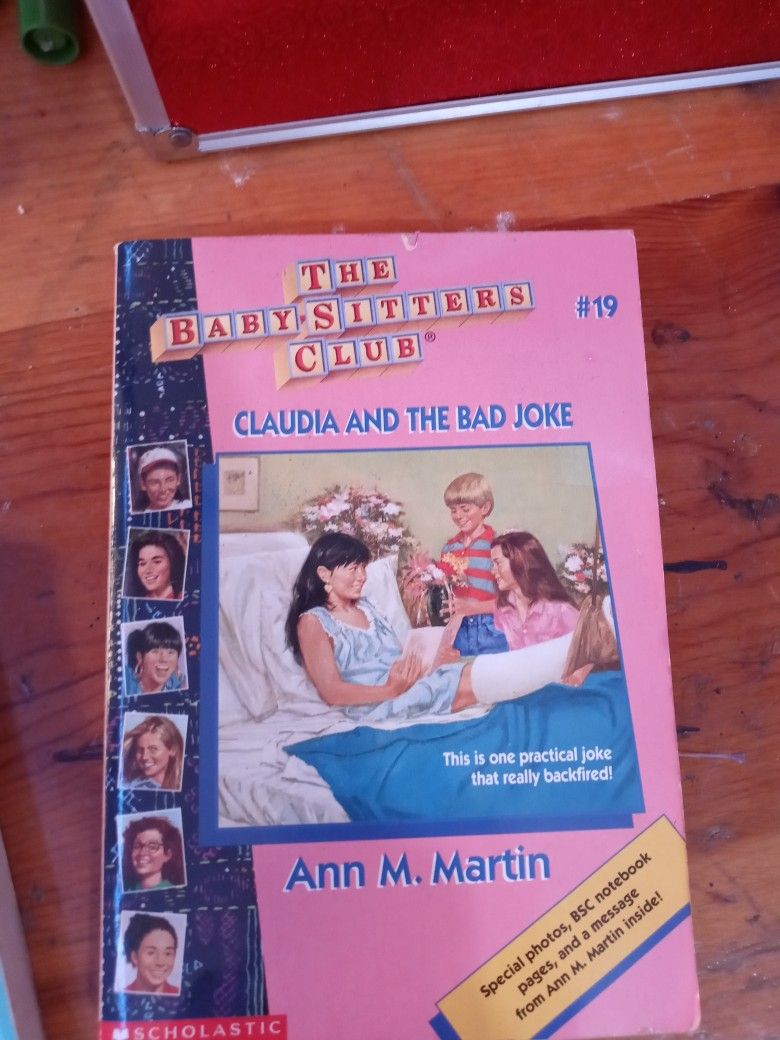 THE
BABY-SITTERS
CLUB®
#19
CLAUDIA AND THE BAD JOKE
This is one practical joke
that really backfired!
Ann M. Martin
Special photos, BSC notebook
pages, and a message
from Ann M. Martin inside!
SCHOLASTIC